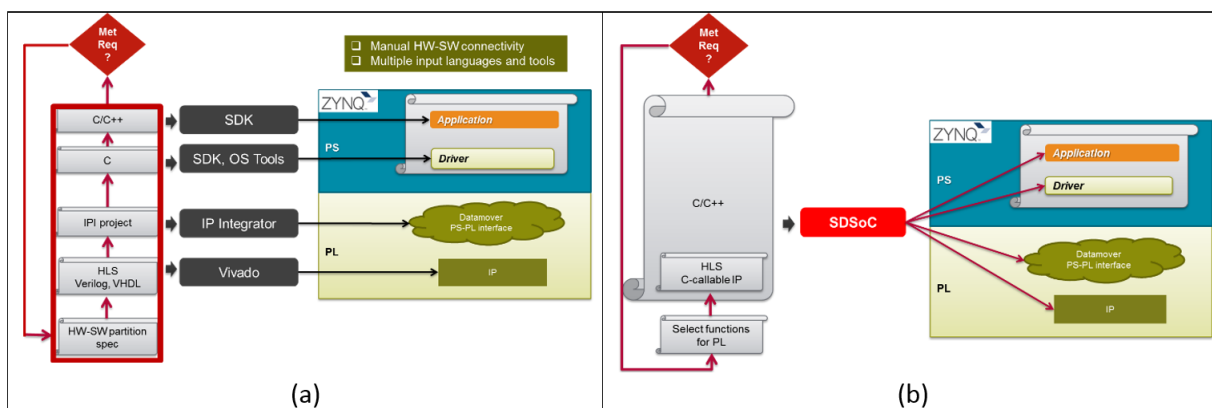 Met
Req
?
❑ Manual HW-SW connectivity
❑ Multiple input languages and tools
C/C++
SDK
ZYNQ
Application
PS
C
SDK, OS Tools
Driver
IPI project
IP Integrator
Datamover
PS-PL interface
PL
HLS
Verilog, VHDL
Vivado
IP
HW-SW partition
spec
(a)
Met
Req
?
C/C++
HLS
C-callable IP
Select functions
for PL
SDSoC
ZYNQ
Application
PS
Driver
Datamover
PS-PL interface
PL
IP
(b)